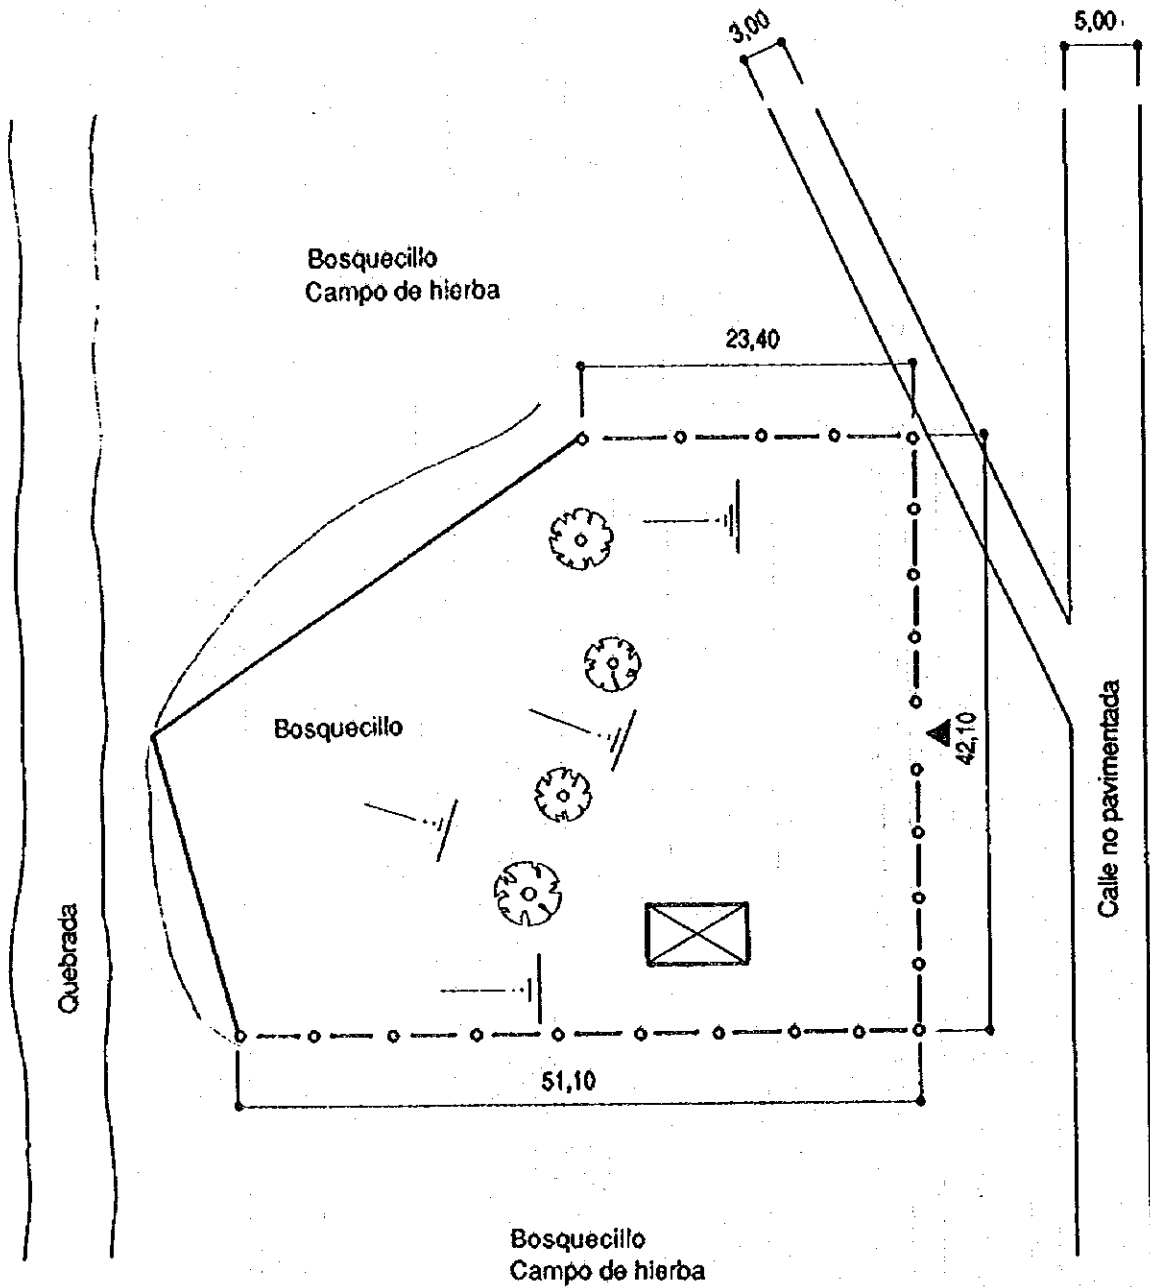 3,00
5,00
Bosquecillo
Campo de hierba
23,40
Bosquecillo
42,10
Calle no pavimentada
Quebrada
51,10
Bosquecillo
Campo de hierba